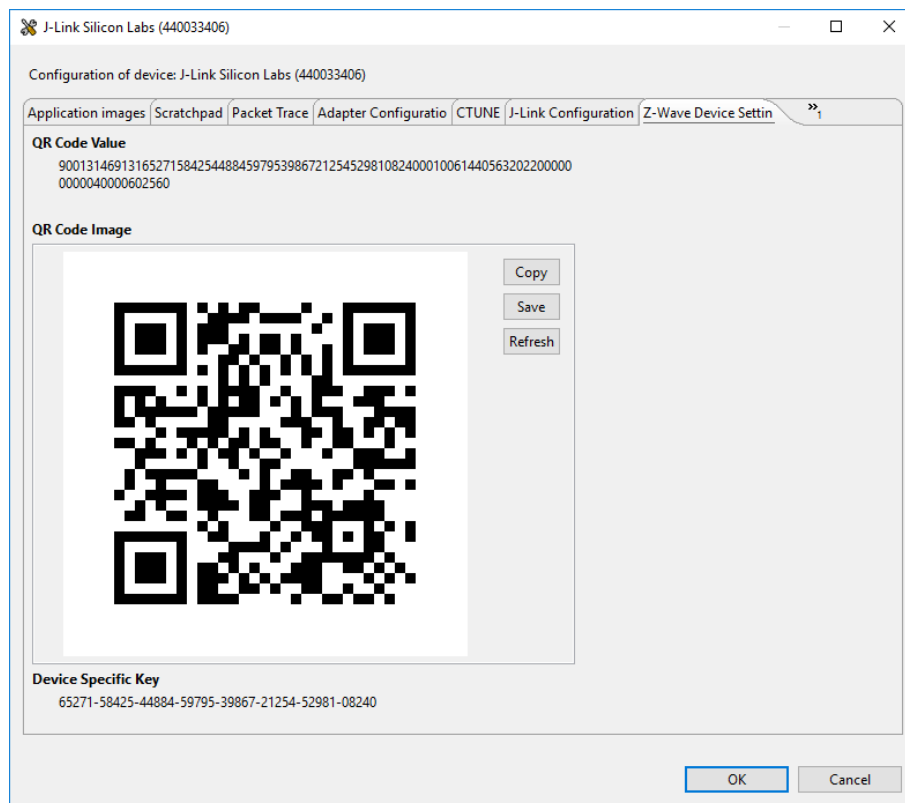 J-Link Silicon Labs (440033406)
Configuration of device: J-Link Silicon Labs (440033406)
Application images Scratchpad Packet Trace Adapter Configuratio CTUNE J-Link Configuration Z-Wave Device Settin »1
QR Code Value
90013146913165271584254488459795398672125452981082400010061440563202200000
0000040000602560
QR Code Image
Copy
Save
Refresh
Device Specific Key
65271-58425-44884-59795-39867-21254-52981-08240
OK Cancel